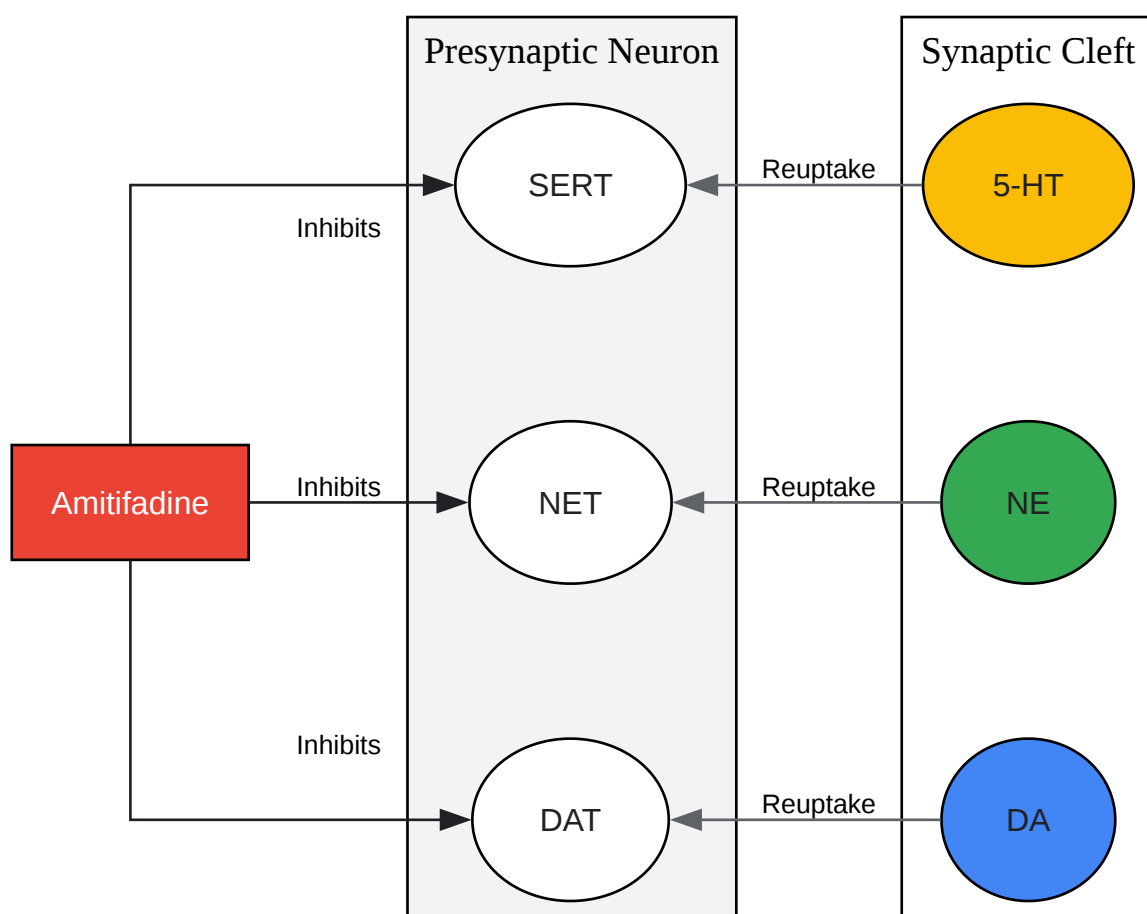 Presynaptic Neuron
Synaptic Cleft
SERT
Reuptake
5-HT
Inhibits
Amitifadine
Inhibits
NET
Reuptake
NE
Inhibits
DAT
Reuptake
DA